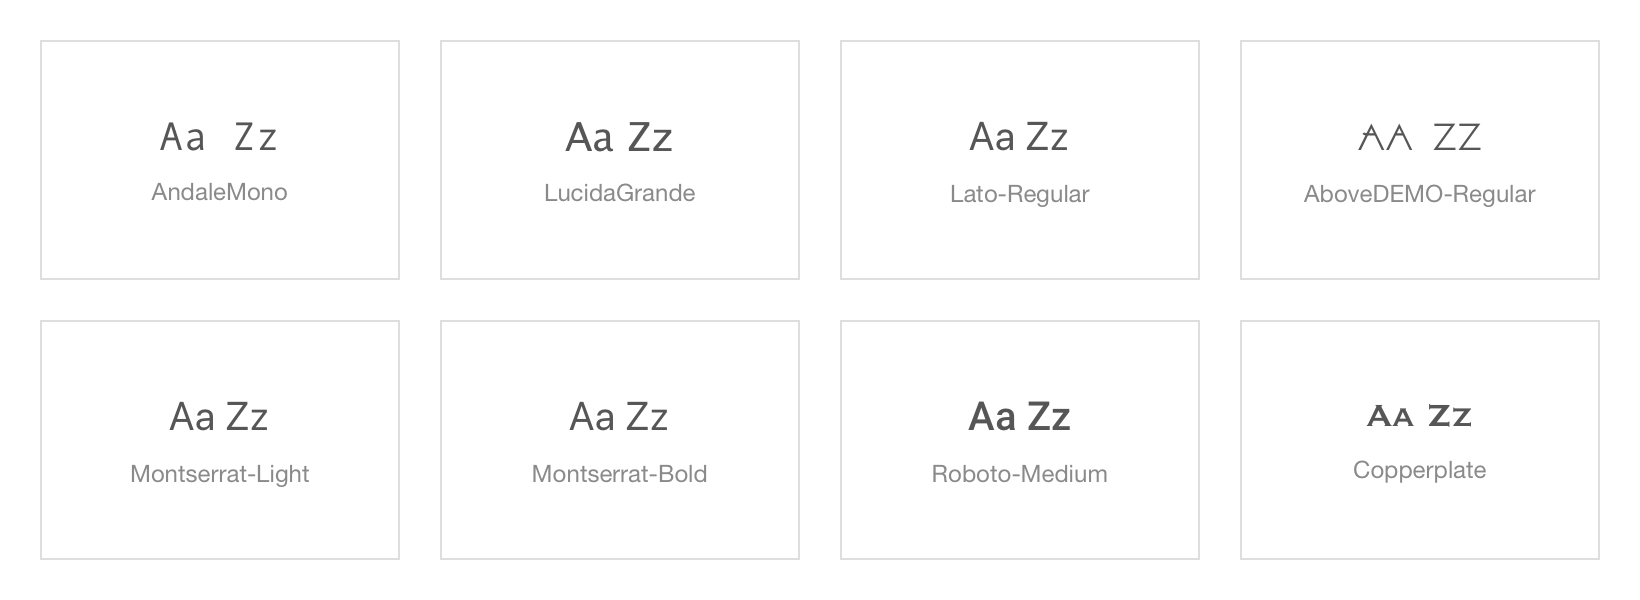 Aa Zz
AndaleMono
Aa Zz
LucidaGrande
Aa Zz
Lato-Regular
AA ZZ
AboveDEMO-Regular
Aa Zz
Montserrat-Light
Aa Zz
Montserrat-Bold
Aa Zz
Roboto-Medium
Aa Zz
Copperplate